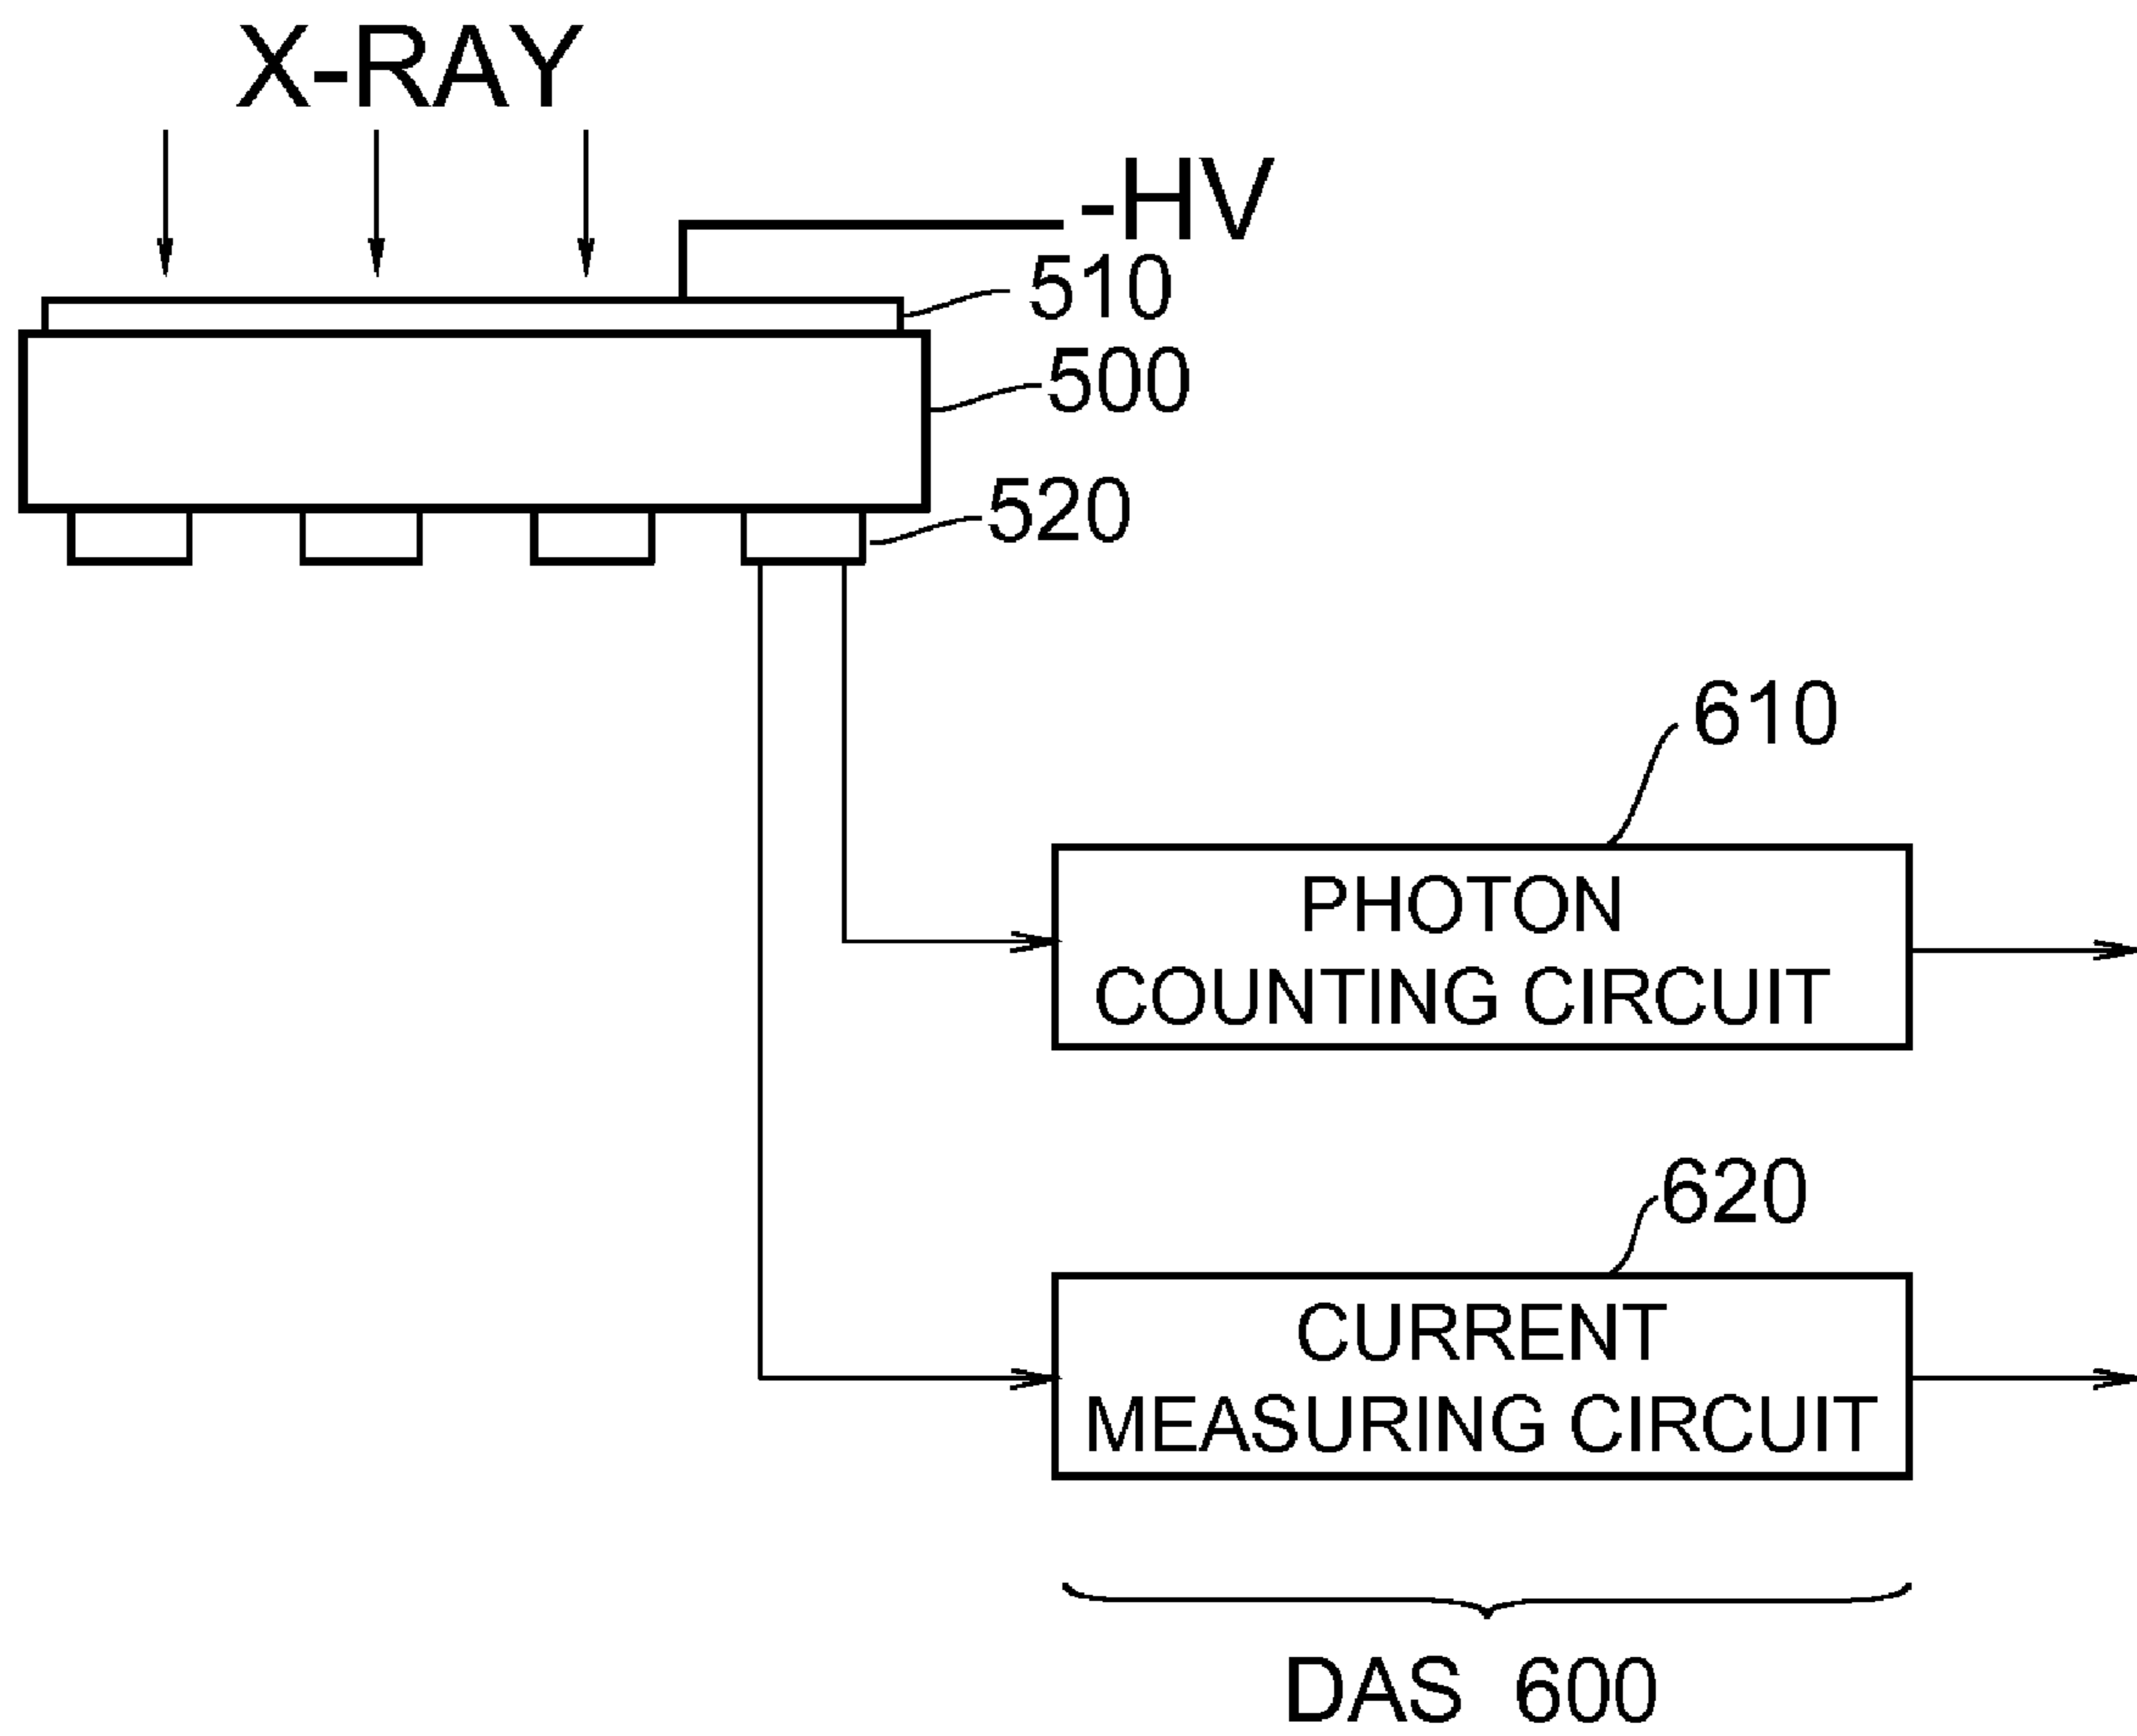 X-RAY
-HV
510
500
520
610
PHOTON
COUNTING CIRCUIT
620
CURRENT
MEASURING CIRCUIT
DAS 600